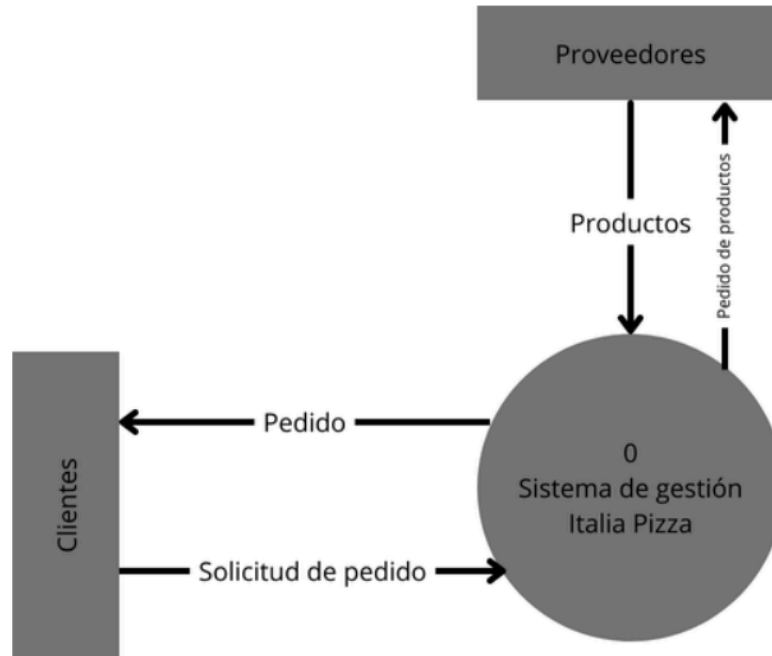 Proveedores
Productos
Pedido de productos
Pedido
Clientes
0
Sistema de gestión
Italia Pizza
Solicitud de pedido